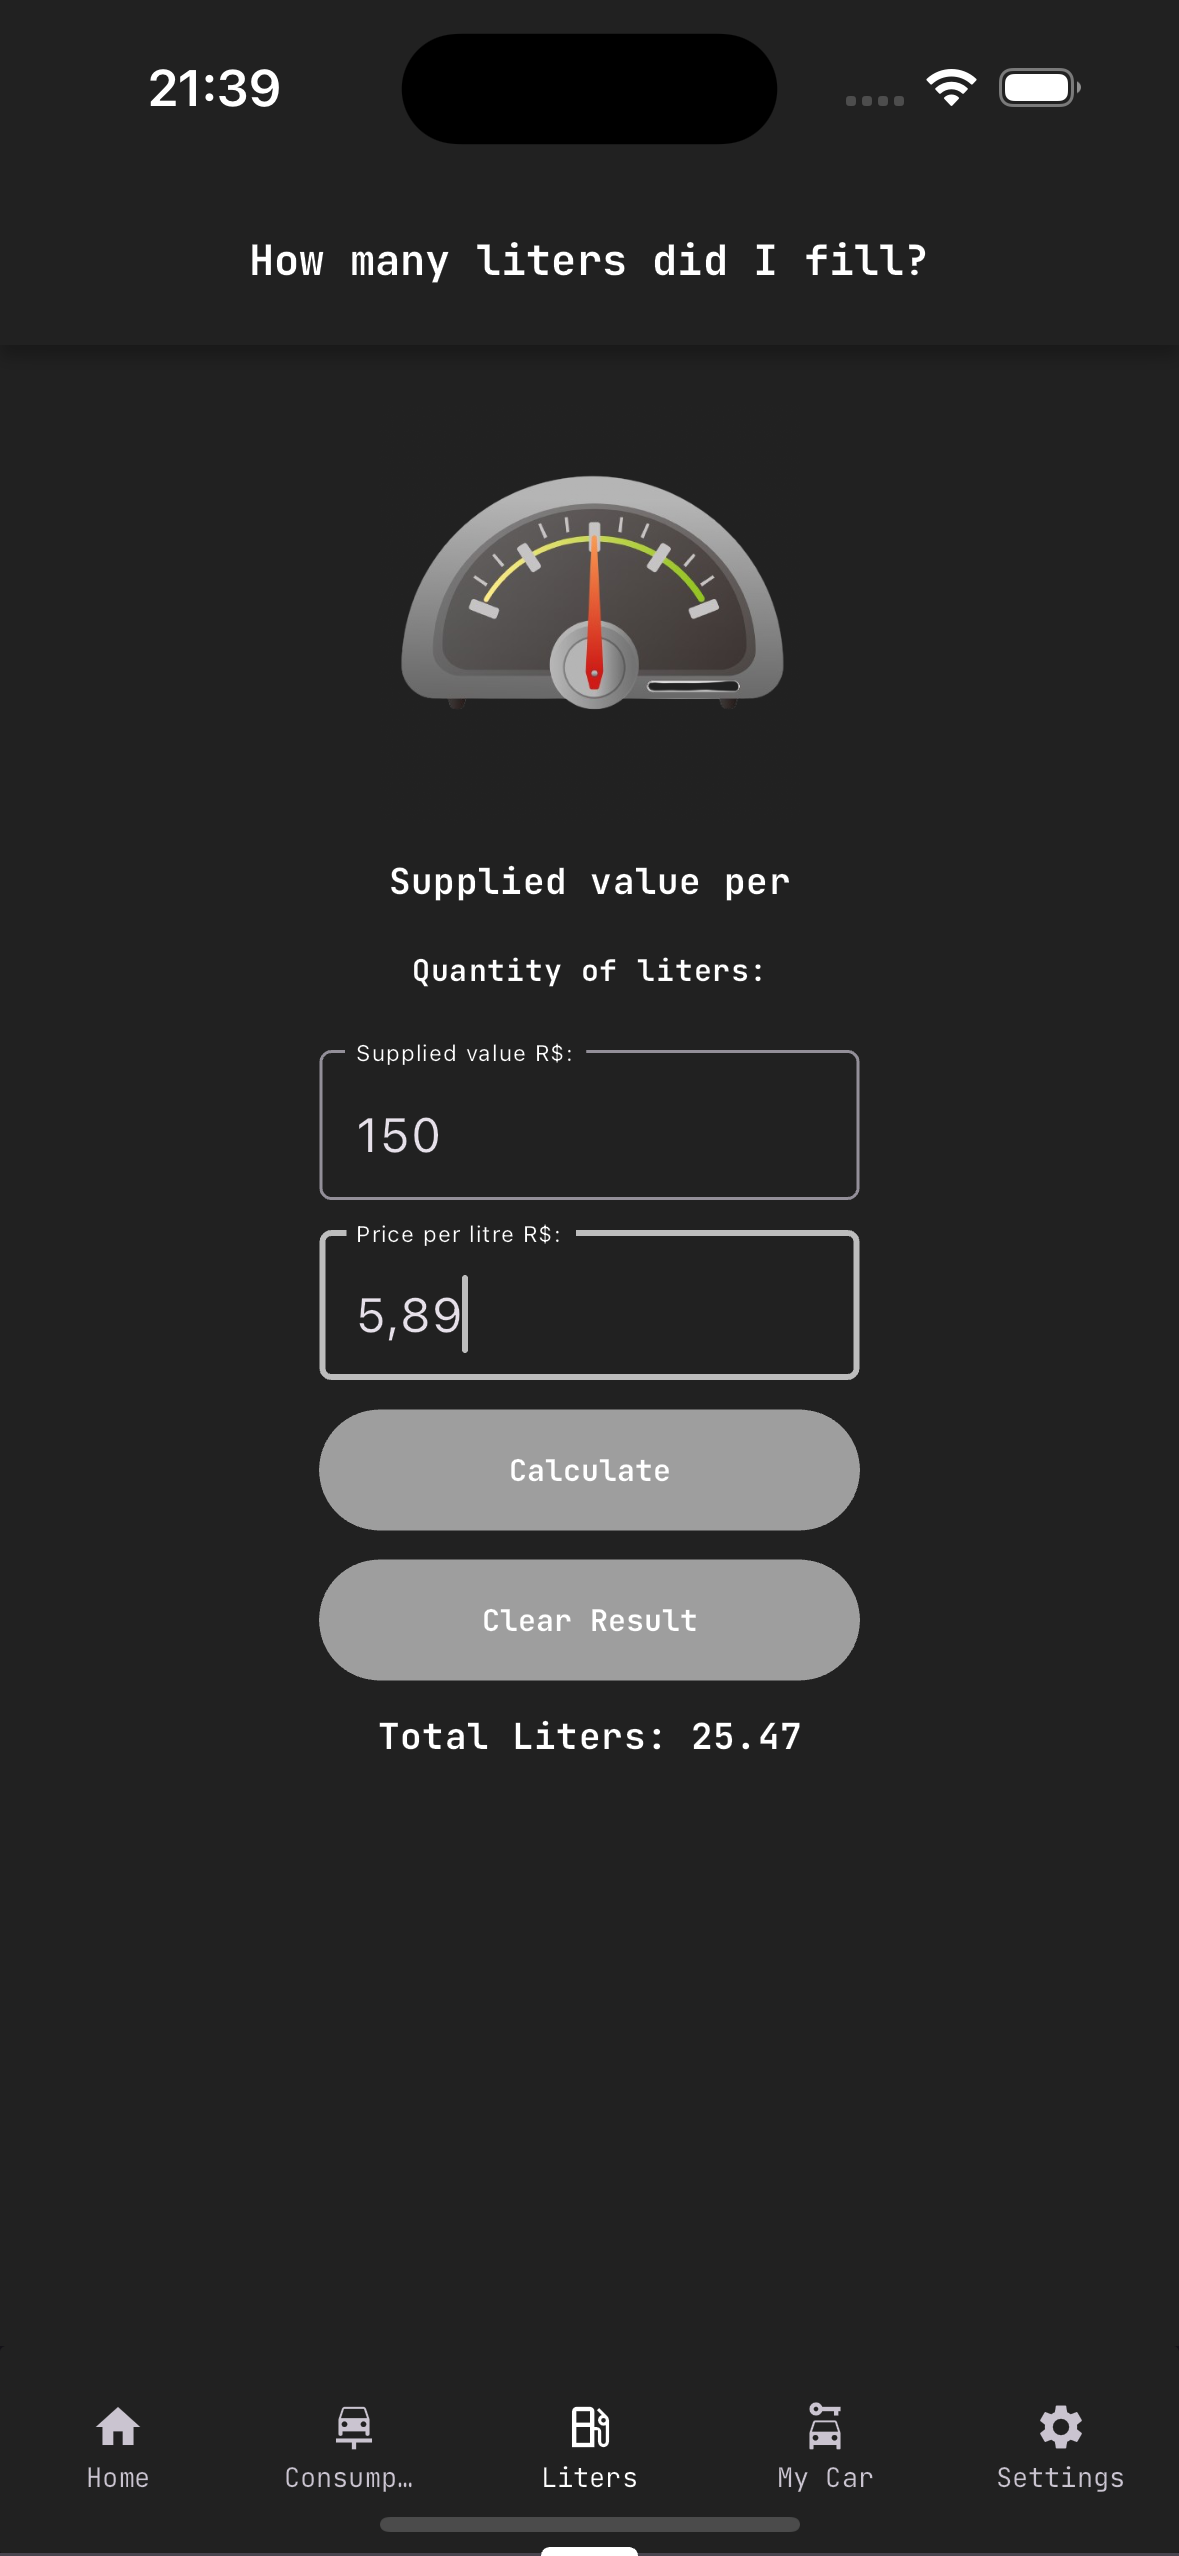 21:39
How many liters did I fill?
Supplied value per
Quantity of liters:
Supplied value R$:
150
Price per litre R$:
5,89
Calculate
Clear Result
Total Liters: 25.47
Home
Consump…
Liters
My Car
Settings